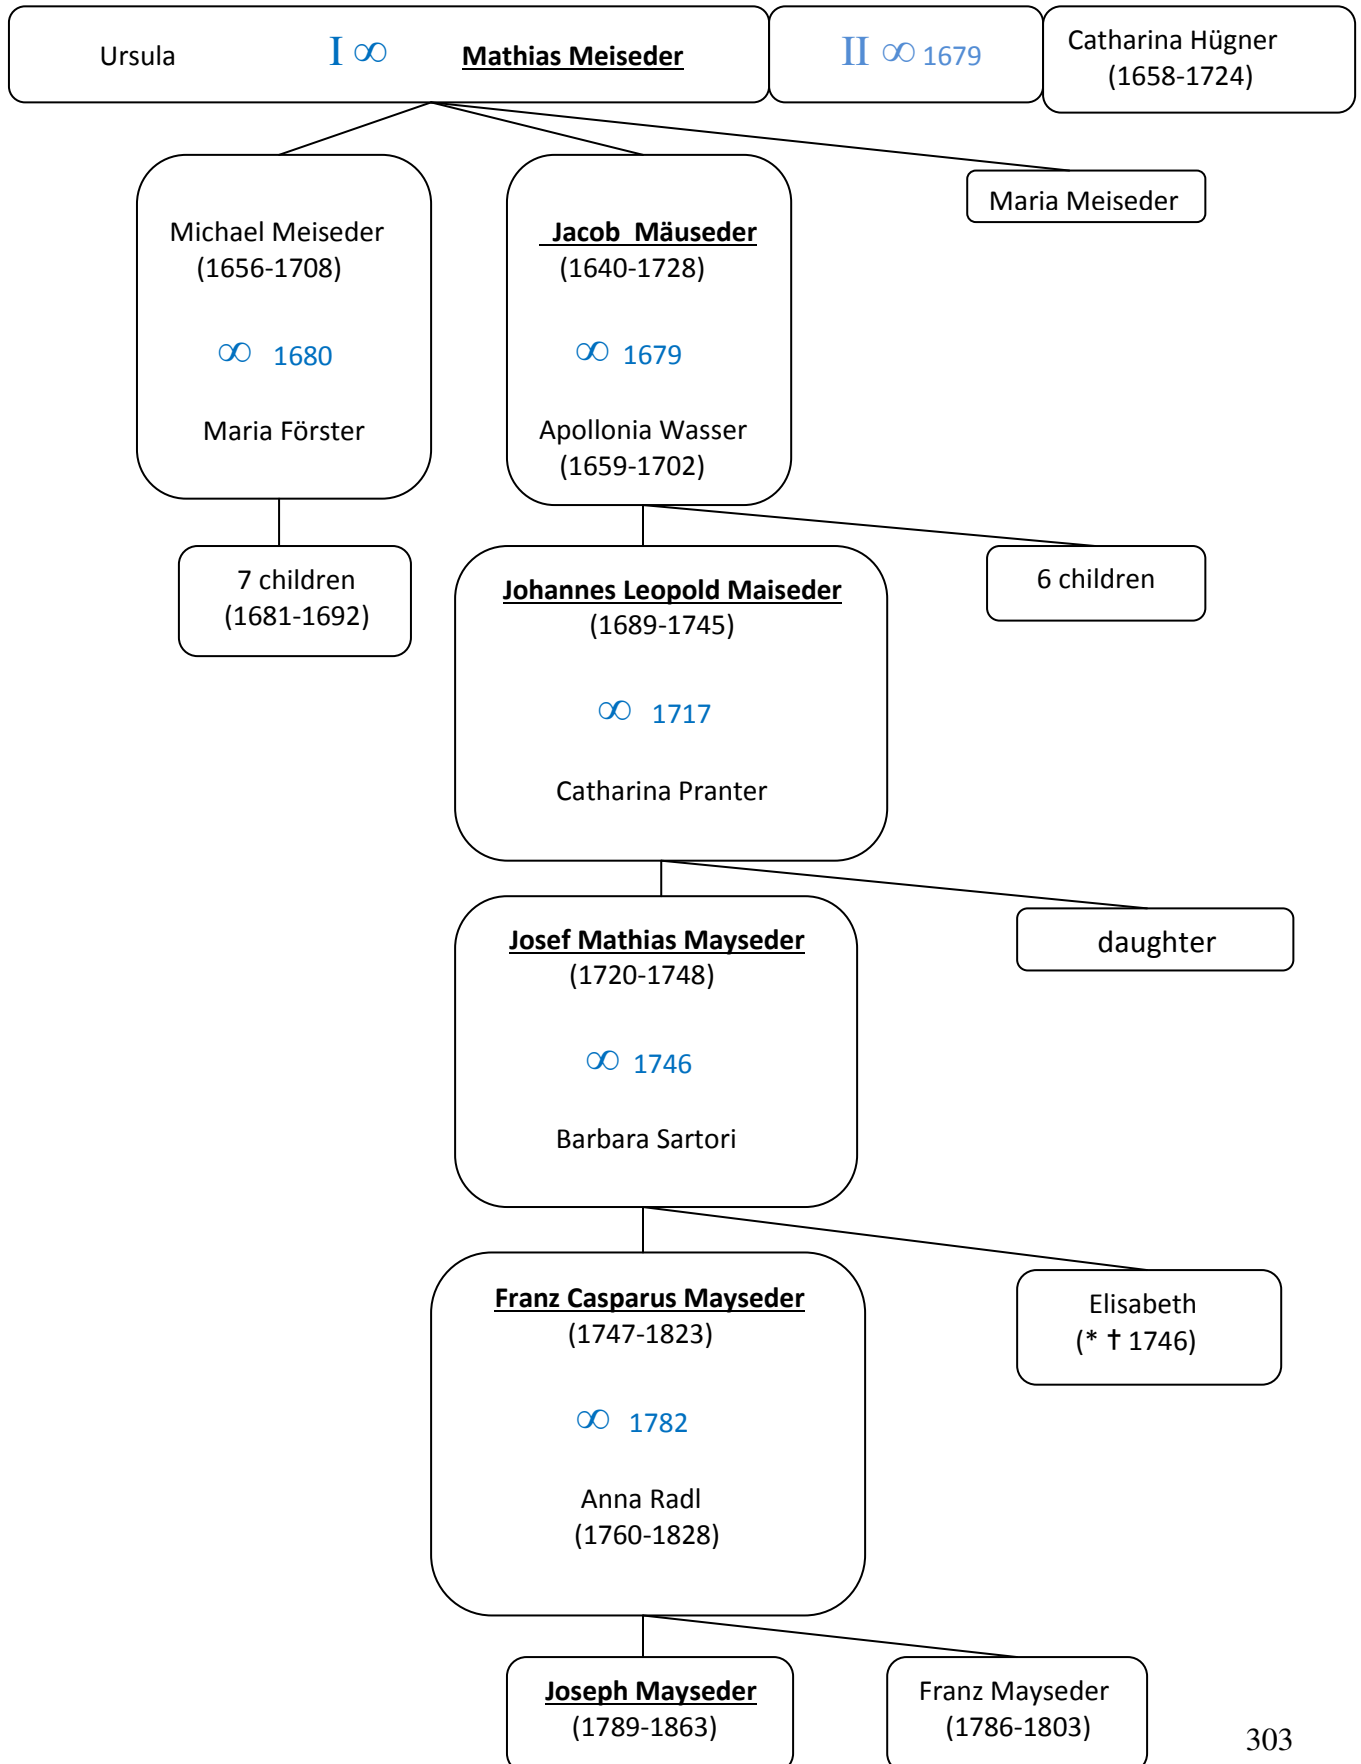 Ursula I ∞ Mathias Meiseder II ∞ 1679 Catharina Hügner
(1658-1724)
Michael Meiseder
(1656-1708)
∞ 1680
Maria Förster
Jacob Mäuseder
(1640-1728)
∞ 1679
Apollonia Wasser
(1659-1702)
Maria Meiseder
7 children
(1681-1692)
Johannes Leopold Maiseder
(1689-1745)
∞ 1717
Catharina Pranter
6 children
Josef Mathias Mayseder
(1720-1748)
∞ 1746
Barbara Sartori
daughter
Franz Casparus Mayseder
(1747-1823)
∞ 1782
Anna Radl
(1760-1828)
Elisabeth
(* † 1746)
Joseph Mayseder
(1789-1863)
Franz Mayseder
(1786-1803)
303